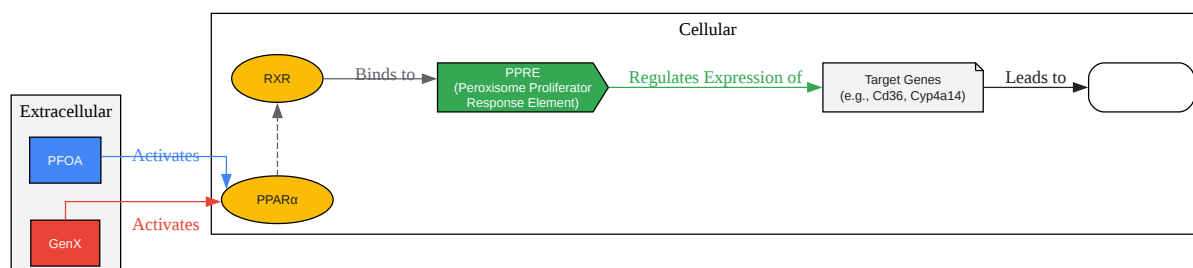 Cellular
RXR
Binds to
PPRE
(Peroxisome Proliferator
Response Element)
Regulates Expression of
Target Genes
(e.g., Cd36, Cyp4a14)
Leads to
Extracellular
PFOA
Activates
PPARα
GenX
Activates